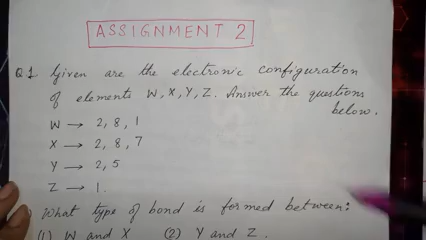 ASSIGNMENT 2
Q1 Given are the electronic configuration
of elements W, X, Y, Z. Answer the questions
below.
W → 2, 8, 1
X → 2, 8, 7
Y → 2, 5
Z → 1.
What type of bond is formed between:
(1) W and X (2) Y and Z.